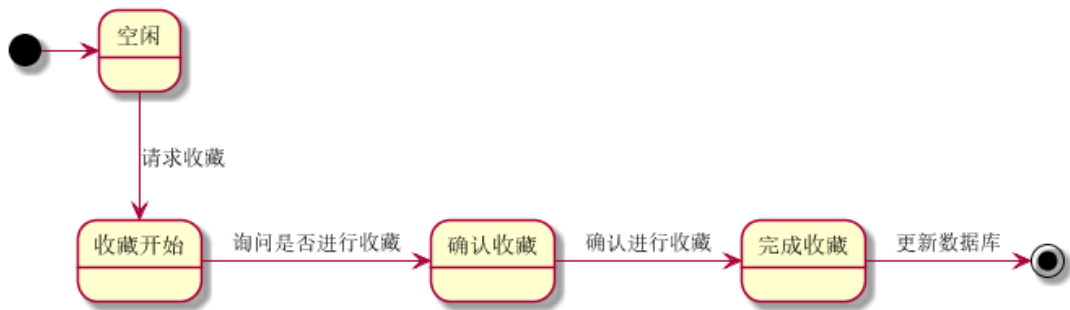 空闲
请求收藏
收藏开始
询问是否进行收藏
确认收藏
确认进行收藏
完成收藏
更新数据库